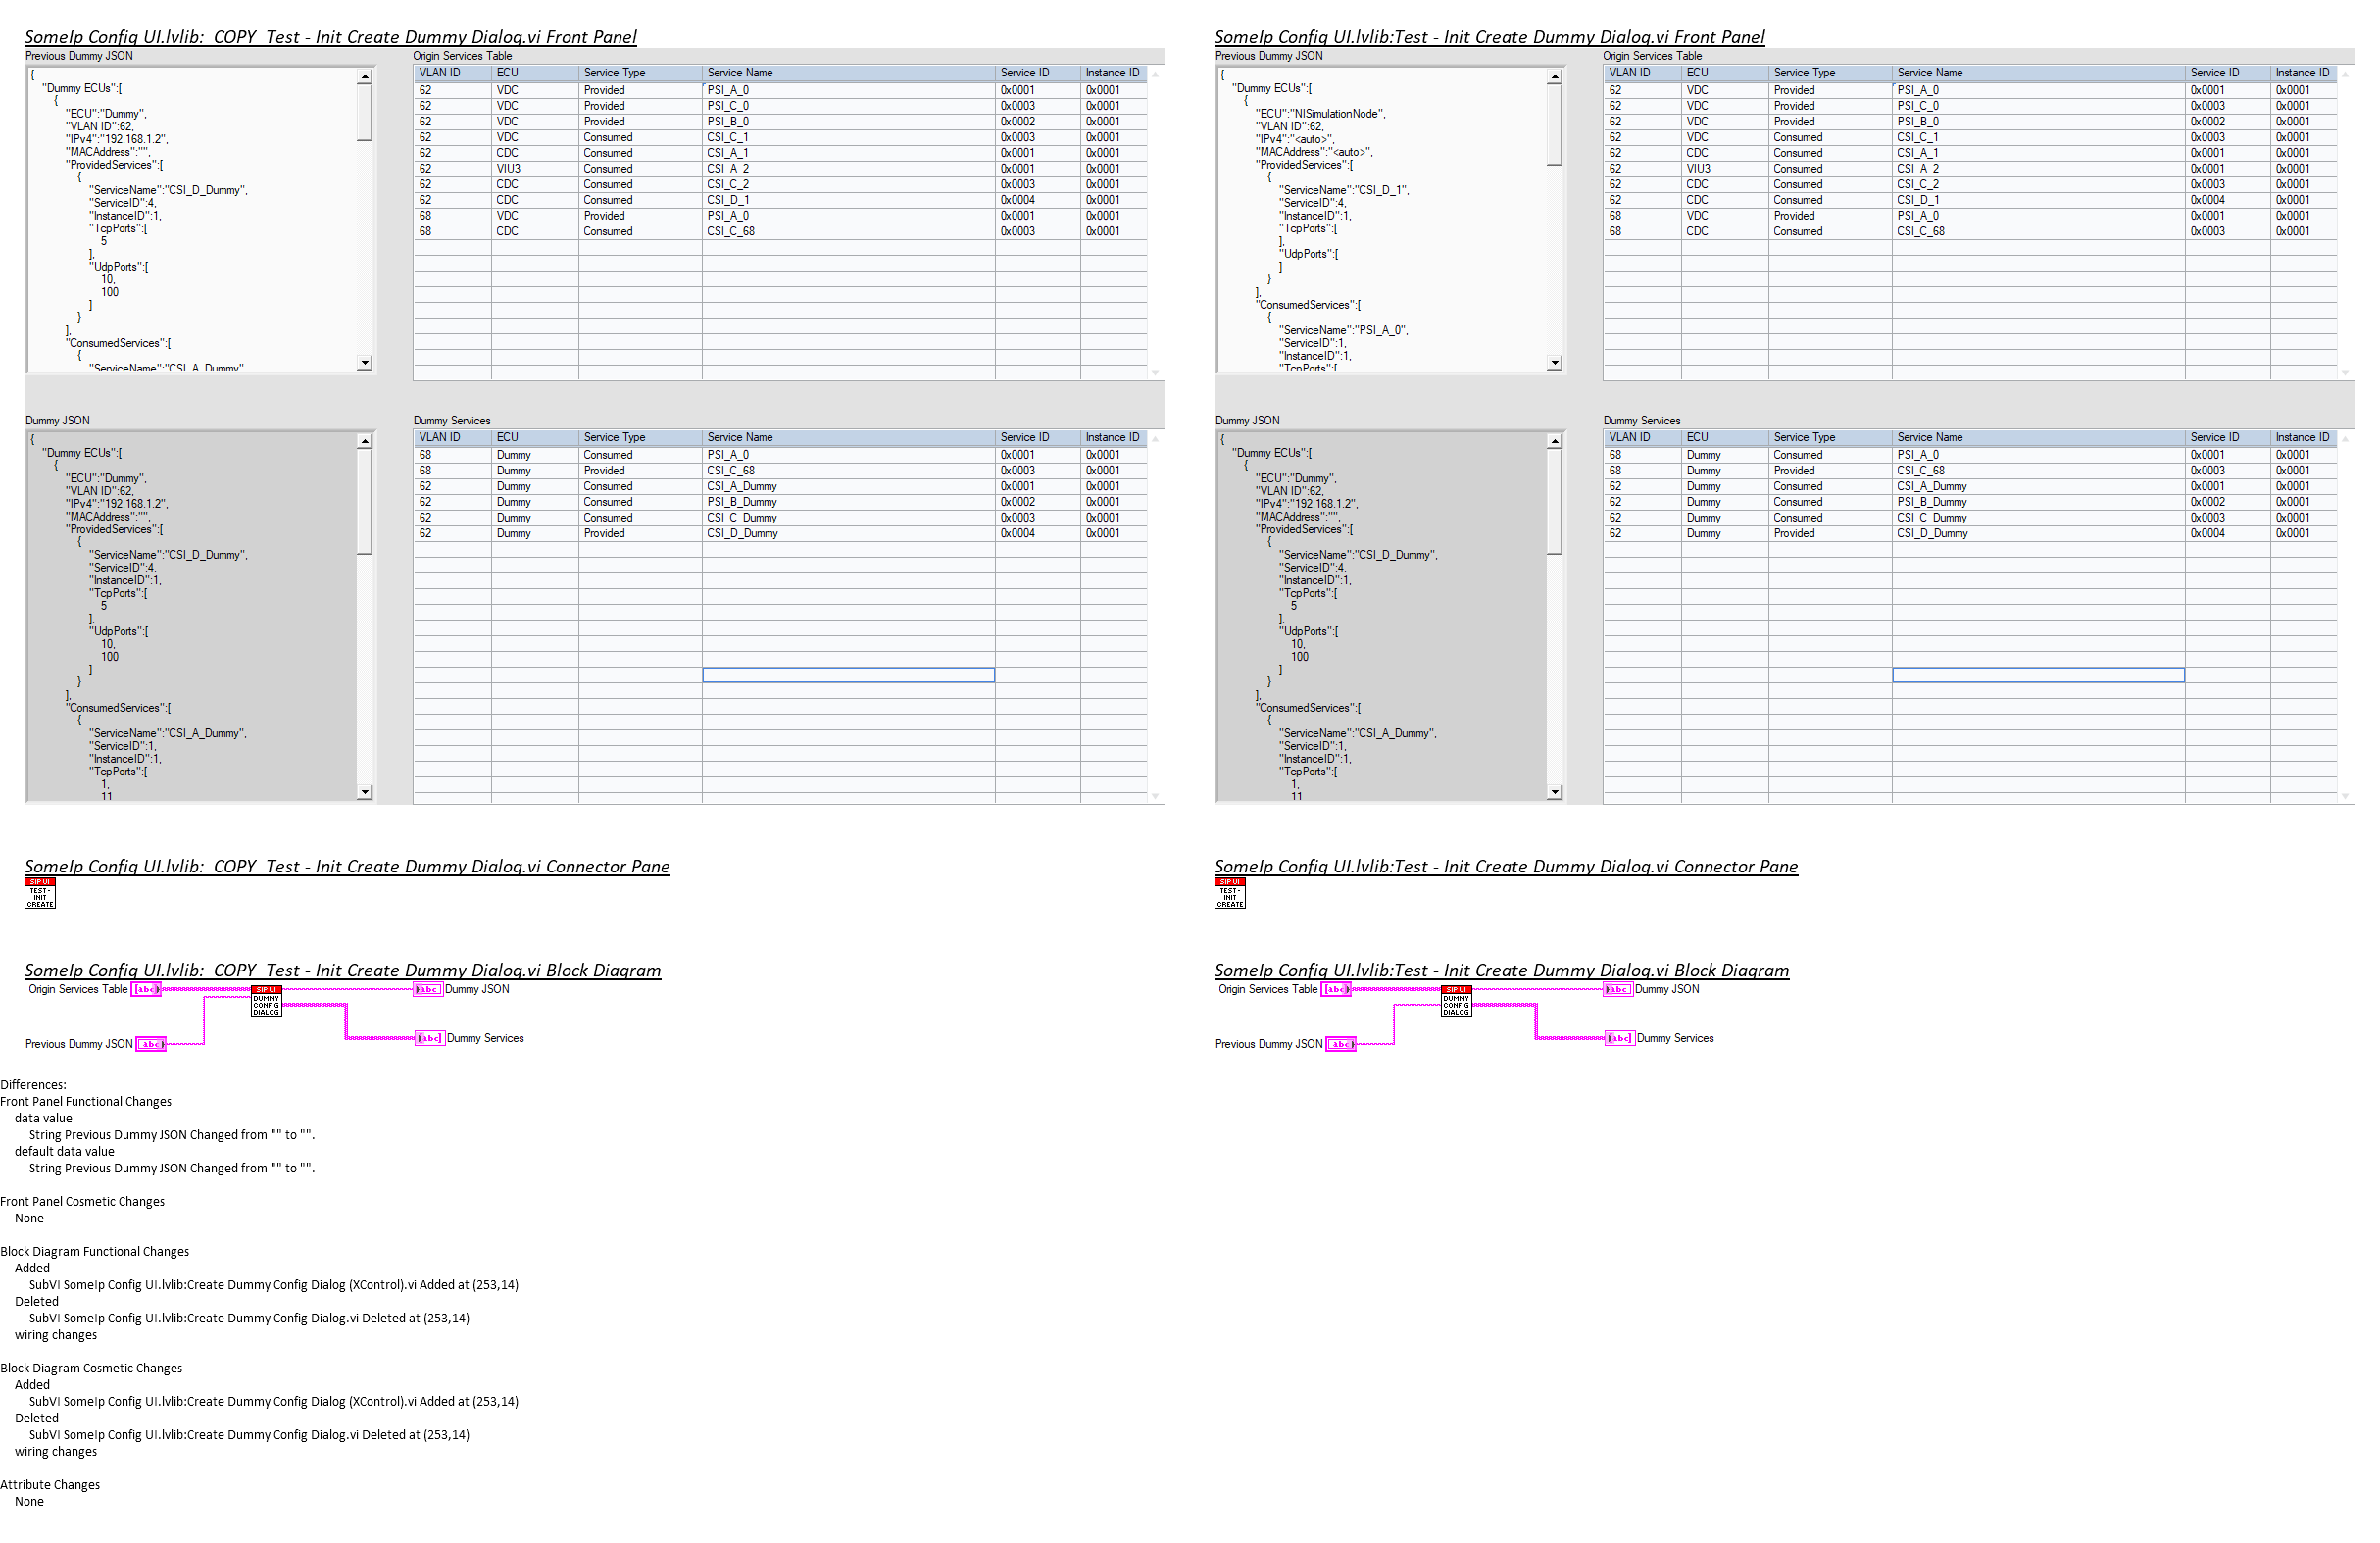 SomeIp Config UI.lvlib:_COPY_Test - Init Create Dummy Dialog.vi Front Panel
Previous Dummy JSON
{
"Dummy ECUs":[
{
"ECU":"Dummy",
"VLAN ID":62,
"IPv4":"192.168.1.2",
"MACAddress":"",
"ProvidedServices":[
{
"ServiceName":"CSI_D_Dummy",
"ServiceID":4,
"InstanceID":1,
"TcpPorts":[
5
],
"UdpPorts":[
10,
100
]
}
],
"ConsumedServices":[
{
"ServiceName":"CSI_A_Dummy",
Origin Services Table
VLAN ID ECU Service Type Service Name Service ID Instance ID
62 VDC Provided PSI_A_0 0x0001 0x0001
62 VDC Provided PSI_C_0 0x0003 0x0001
62 VDC Provided PSI_B_0 0x0002 0x0001
62 VDC Consumed CSI_C_1 0x0003 0x0001
62 CDC Consumed CSI_A_1 0x0001 0x0001
62 VIU3 Consumed CSI_A_2 0x0001 0x0001
62 CDC Consumed CSI_C_2 0x0003 0x0001
62 CDC Consumed CSI_D_1 0x0004 0x0001
68 VDC Provided PSI_A_0 0x0001 0x0001
68 CDC Consumed CSI_C_68 0x0003 0x0001
Dummy JSON
{
"Dummy ECUs":[
{
"ECU":"Dummy",
"VLAN ID":62,
"IPv4":"192.168.1.2",
"MACAddress":"",
"ProvidedServices":[
{
"ServiceName":"CSI_D_Dummy",
"ServiceID":4,
"InstanceID":1,
"TcpPorts":[
5
],
"UdpPorts":[
10,
100
]
}
],
"ConsumedServices":[
{
"ServiceName":"CSI_A_Dummy",
"ServiceID":1,
"InstanceID":1,
"TcpPorts":[
1,
11
Dummy Services
VLAN ID ECU Service Type Service Name Service ID Instance ID
68 Dummy Consumed PSI_A_0 0x0001 0x0001
68 Dummy Provided CSI_C_68 0x0003 0x0001
62 Dummy Consumed CSI_A_Dummy 0x0001 0x0001
62 Dummy Consumed PSI_B_Dummy 0x0002 0x0001
62 Dummy Consumed CSI_C_Dummy 0x0003 0x0001
62 Dummy Provided CSI_D_Dummy 0x0004 0x0001
SomeIp Config UI.lvlib:Test - Init Create Dummy Dialog.vi Front Panel
Previous Dummy JSON
{
"Dummy ECUs":[
{
"ECU":"NISimulationNode",
"VLAN ID":62,
"IPv4":"<auto>",
"MACAddress":"<auto>",
"ProvidedServices":[
{
"ServiceName":"CSI_D_1",
"ServiceID":4,
"InstanceID":1,
"TcpPorts":[
],
"UdpPorts":[
]
}
],
"ConsumedServices":[
{
"ServiceName":"PSI_A_0",
"ServiceID":1,
"InstanceID":1,
"TcpPorts":[
Origin Services Table
VLAN ID ECU Service Type Service Name Service ID Instance ID
62 VDC Provided PSI_A_0 0x0001 0x0001
62 VDC Provided PSI_C_0 0x0003 0x0001
62 VDC Provided PSI_B_0 0x0002 0x0001
62 VDC Consumed CSI_C_1 0x0003 0x0001
62 CDC Consumed CSI_A_1 0x0001 0x0001
62 VIU3 Consumed CSI_A_2 0x0001 0x0001
62 CDC Consumed CSI_C_2 0x0003 0x0001
62 CDC Consumed CSI_D_1 0x0004 0x0001
68 VDC Provided PSI_A_0 0x0001 0x0001
68 CDC Consumed CSI_C_68 0x0003 0x0001
Dummy JSON
{
"Dummy ECUs":[
{
"ECU":"Dummy",
"VLAN ID":62,
"IPv4":"192.168.1.2",
"MACAddress":"",
"ProvidedServices":[
{
"ServiceName":"CSI_D_Dummy",
"ServiceID":4,
"InstanceID":1,
"TcpPorts":[
5
],
"UdpPorts":[
10,
100
]
}
],
"ConsumedServices":[
{
"ServiceName":"CSI_A_Dummy",
"ServiceID":1,
"InstanceID":1,
"TcpPorts":[
1,
11
Dummy Services
VLAN ID ECU Service Type Service Name Service ID Instance ID
68 Dummy Consumed PSI_A_0 0x0001 0x0001
68 Dummy Provided CSI_C_68 0x0003 0x0001
62 Dummy Consumed CSI_A_Dummy 0x0001 0x0001
62 Dummy Consumed PSI_B_Dummy 0x0002 0x0001
62 Dummy Consumed CSI_C_Dummy 0x0003 0x0001
62 Dummy Provided CSI_D_Dummy 0x0004 0x0001
SomeIp Config UI.lvlib:_COPY_Test - Init Create Dummy Dialog.vi Connector Pane
SIP UI
TEST -
INIT
CREATE
SomeIp Config UI.lvlib:Test - Init Create Dummy Dialog.vi Connector Pane
SIP UI
TEST -
INIT
CREATE
SomeIp Config UI.lvlib:_COPY_Test - Init Create Dummy Dialog.vi Block Diagram
Origin Services Table [abc]
SIP UI
DUMMY
CONFIG
DIALOG
[abc] Dummy JSON
Previous Dummy JSON abc
[abc] Dummy Services
SomeIp Config UI.lvlib:Test - Init Create Dummy Dialog.vi Block Diagram
Origin Services Table [abc]
SIP UI
DUMMY
CONFIG
DIALOG
abc Dummy JSON
Previous Dummy JSON abc
[abc] Dummy Services
Differences:
Front Panel Functional Changes
data value
String Previous Dummy JSON Changed from "" to "".
default data value
String Previous Dummy JSON Changed from "" to "".
Front Panel Cosmetic Changes
None
Block Diagram Functional Changes
Added
SubVI SomeIp Config UI.lvlib:Create Dummy Config Dialog (XControl).vi Added at (253,14)
Deleted
SubVI SomeIp Config UI.lvlib:Create Dummy Config Dialog.vi Deleted at (253,14)
wiring changes
Block Diagram Cosmetic Changes
Added
SubVI SomeIp Config UI.lvlib:Create Dummy Config Dialog (XControl).vi Added at (253,14)
Deleted
SubVI SomeIp Config UI.lvlib:Create Dummy Config Dialog.vi Deleted at (253,14)
wiring changes
Attribute Changes
None